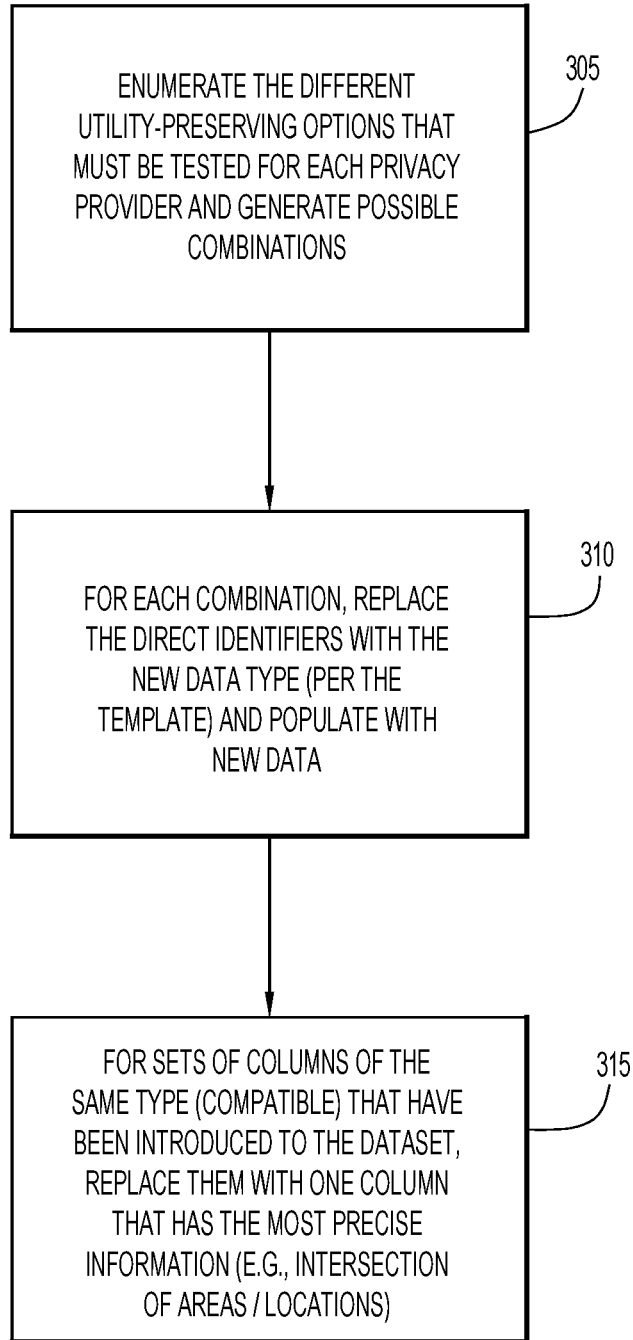 ENUMERATE THE DIFFERENT
UTILITY-PRESERVING OPTIONS THAT
MUST BE TESTED FOR EACH PRIVACY
PROVIDER AND GENERATE POSSIBLE
COMBINATIONS
305
FOR EACH COMBINATION, REPLACE
THE DIRECT IDENTIFIERS WITH THE
NEW DATA TYPE (PER THE
TEMPLATE) AND POPULATE WITH
NEW DATA
310
FOR SETS OF COLUMNS OF THE
SAME TYPE (COMPATIBLE) THAT HAVE
BEEN INTRODUCED TO THE DATASET,
REPLACE THEM WITH ONE COLUMN
THAT HAS THE MOST PRECISE
INFORMATION (E.G., INTERSECTION
OF AREAS / LOCATIONS)
315